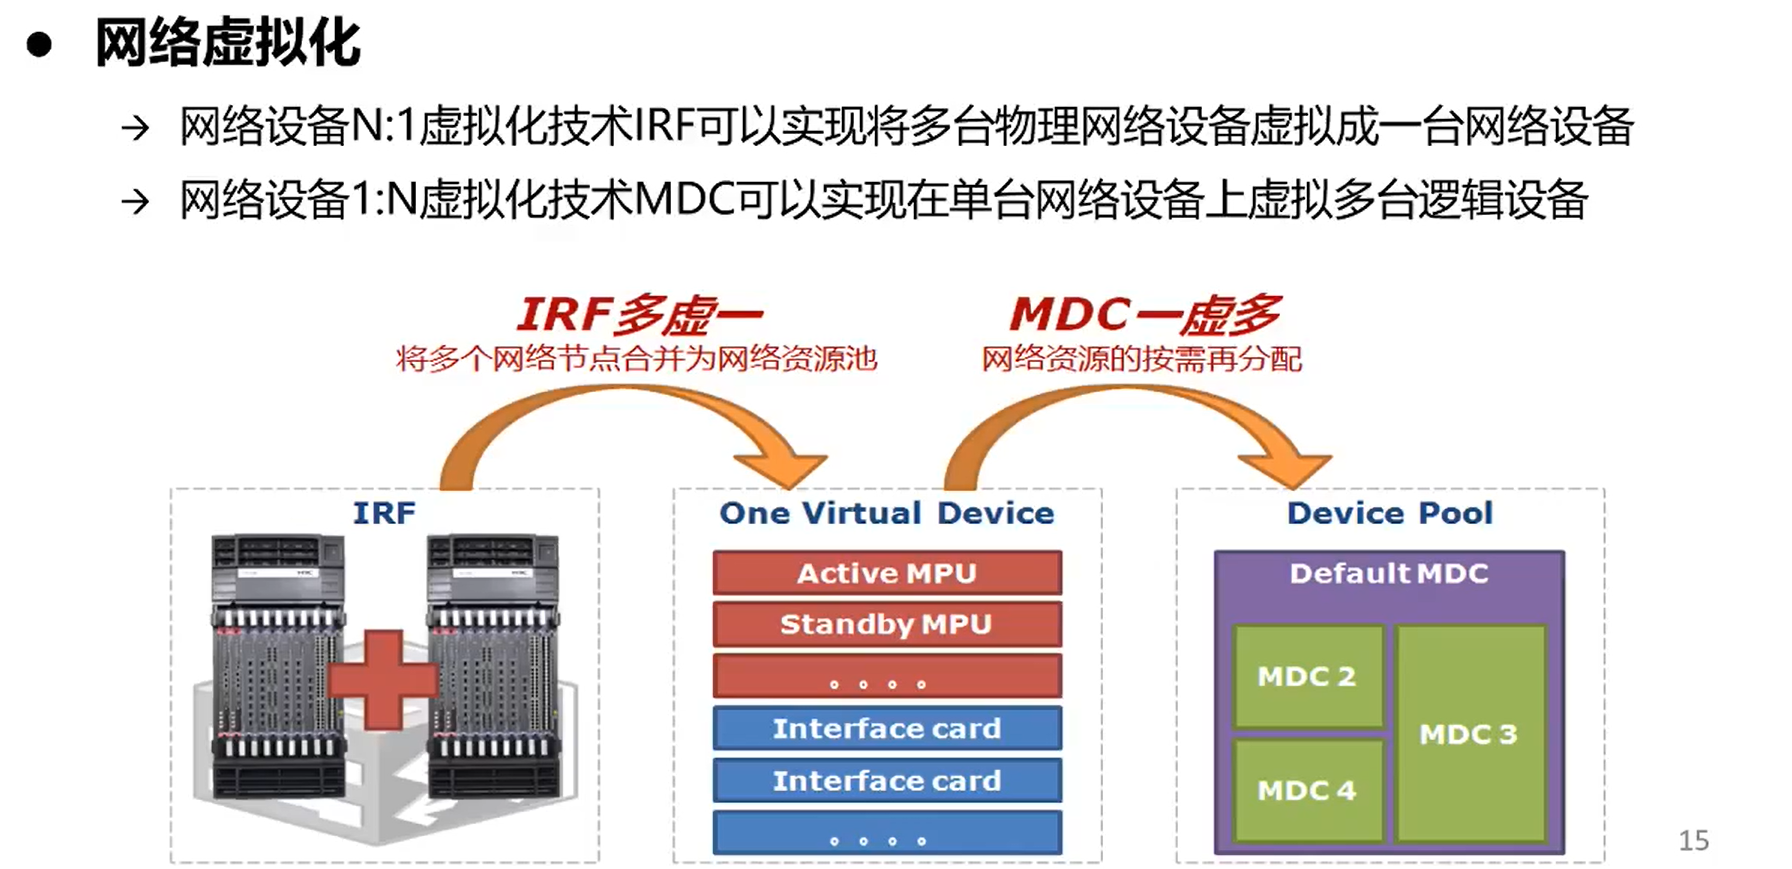 ● 网络虚拟化
→ 网络设备N:1虚拟化技术IRF可以实现将多台物理网络设备虚拟成一台网络设备
→ 网络设备1:N虚拟化技术MDC可以实现在单台网络设备上虚拟多台逻辑设备
IRF多虚一
将多个网络节点合并为网络资源池
MDC一虚多
网络资源的按需再分配
IRF
H3C
H3C
One Virtual Device
Active MPU
Standby MPU
。。。。
Interface card
Interface card
。。。。
Device Pool
Default MDC
MDC 2
MDC 3
MDC 4
15